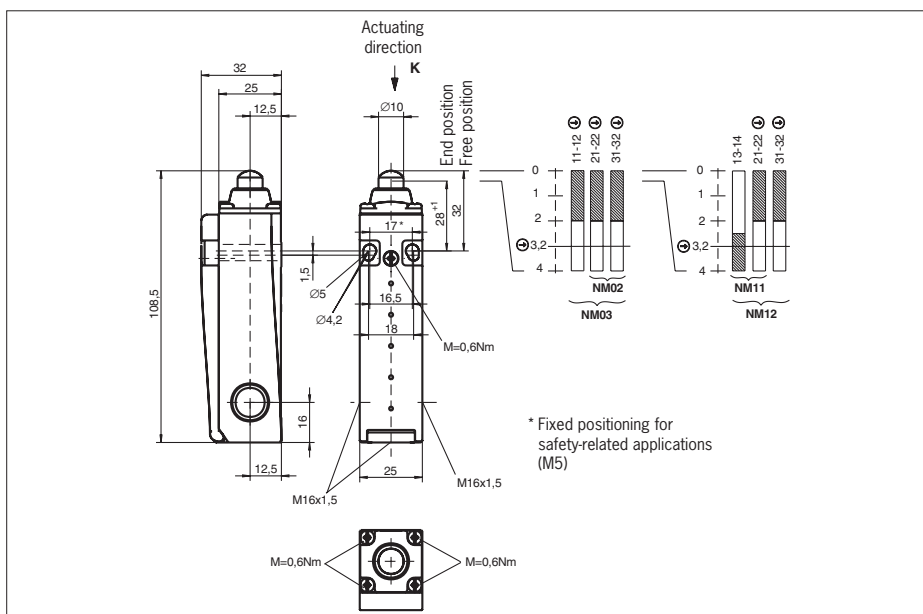 Actuating
direction
K
32
25
12,5
∅10
End position
Free position
28+1
32
17*
1,5
∅5
∅4,2
16,5
18
M=0,6Nm
108,5
16
12,5
25
M16x1,5
M16x1,5
M=0,6Nm
M=0,6Nm
11-12
21-22
31-32
0
1
2
3,2
4
NM02
NM03
13-14
21-22
31-32
0
1
2
3,2
4
NM11
NM12
* Fixed positioning for
safety-related applications
(M5)